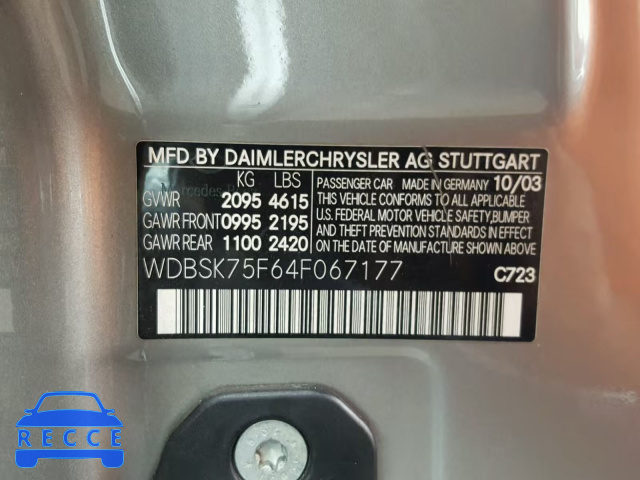 MFD BY DAIMLERCHRYSLER AG STUTTGART
KG LBS
GVWR 2095 4615
GAWR FRONT 0995 2195
GAWR REAR 1100 2420
PASSENGER CAR MADE IN GERMANY 10/03
THIS VEHICLE CONFORMS TO ALL APPLICABLE
U.S. FEDERAL MOTOR VEHICLE SAFETY,BUMPER
AND THEFT PREVENTION STANDARDS
IN EFFECT ON THE DATE OF
MANUFACTURE SHOWN ABOVE.
WDBSK75F64F067177
C723
RECCE